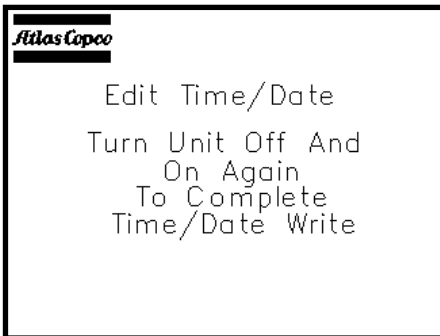 Atlas Copco
Edit Time/Date
Turn Unit Off And
On Again
To Complete
Time/Date Write